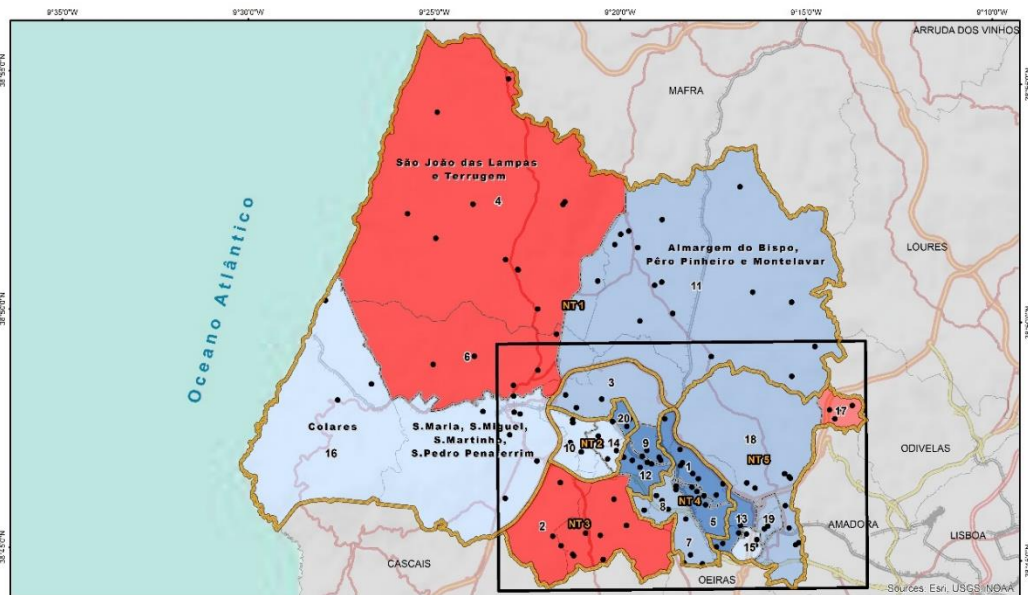 9°35'0"W 9°30'0"W 9°25'0"W 9°20'0"W 9°15'0"W 9°10'0"W
ARRUDA DOS VINHOS
MAFRA
São João das Lampas
e Terrugem
4
Oceano Atlântico
Almargem do Bispo,
Pêro Pinheiro e Montelavar
LOURES
11
NT 1
6
3
17
20
Colares
16
S.Maria, S.Miguel,
S.Martinho,
S.Pedro Penaferrim
18
ODIVELAS
10
NT 2
14
9
NT 5
12
1
8
NT 4
2
NT 3
5
13
19
AMADORA
7
15
LISBOA
CASCAIS
OEIRAS
Sources: Esri, USGS, NOAA